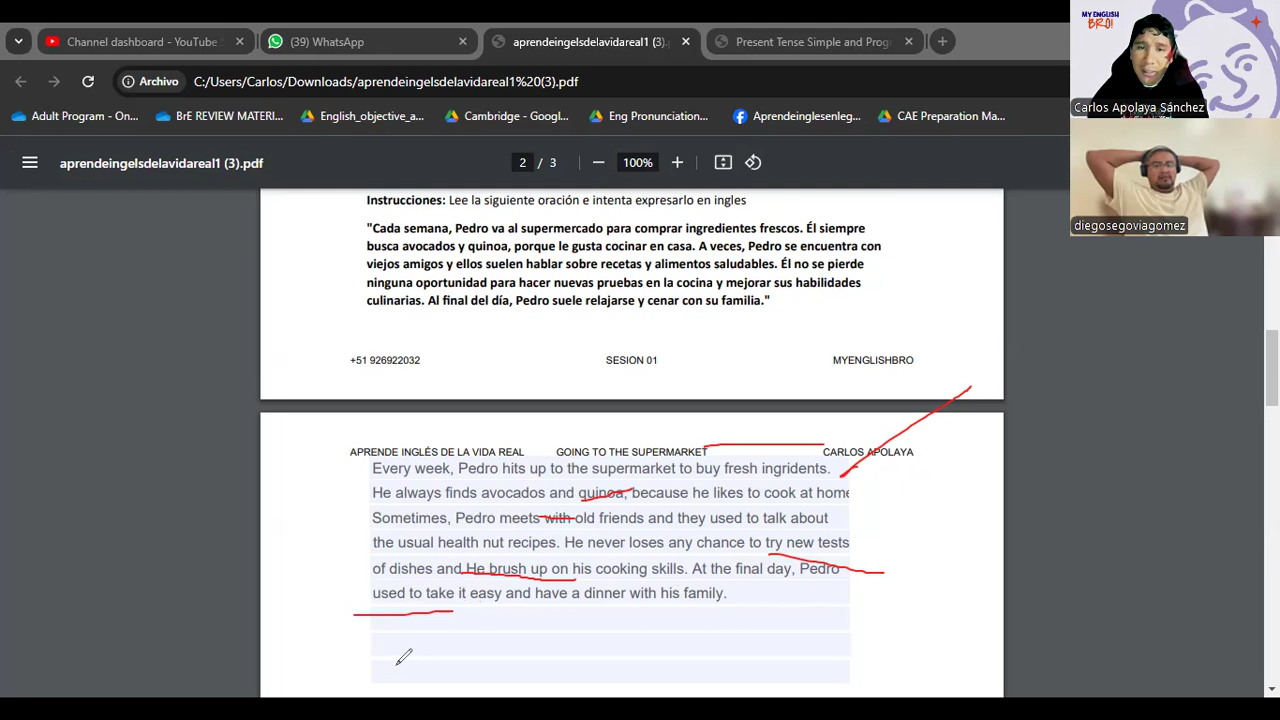 Channel dashboard - YouTube
(39) WhatsApp
aprendeingelsdelavidareal1 (3).p
Present Tense Simple and Prog
MY ENGLISH
BRO!
Archivo
C:/Users/Carlos/Downloads/aprendeingelsdelavidareal1%20(3).pdf
Carlos Apolaya Sánchez
Adult Program - On...
BrE REVIEW MATERI...
English_objective_a...
Cambridge - Googl...
Eng Pronunciation...
Aprendeinglesenleg...
CAE Preparation Ma...
aprendeingelsdelavidareal1 (3).pdf
2 / 3
100%
diegosegoviagomez
Instrucciones: Lee la siguiente oración e intenta expresarlo en ingles
"Cada semana, Pedro va al supermercado para comprar ingredientes frescos. Él siempre
busca avocados y quinoa, porque le gusta cocinar en casa. A veces, Pedro se encuentra con
viejos amigos y ellos suelen hablar sobre recetas y alimentos saludables. Él no se pierde
ninguna oportunidad para hacer nuevas pruebas en la cocina y mejorar sus habilidades
culinarias. Al final del día, Pedro suele relajarse y cenar con su familia."
+51 926922032 SESION 01 MYENGLISHBRO
APRENDE INGLÉS DE LA VIDA REAL GOING TO THE SUPERMARKET CARLOS APOLAYA
Every week, Pedro hits up to the supermarket to buy fresh ingridents.
He always finds avocados and quinoa, because he likes to cook at home
Sometimes, Pedro meets with old friends and they used to talk about
the usual health nut recipes. He never loses any chance to try new tests
of dishes and He brush up on his cooking skills. At the final day, Pedro
used to take it easy and have a dinner with his family.